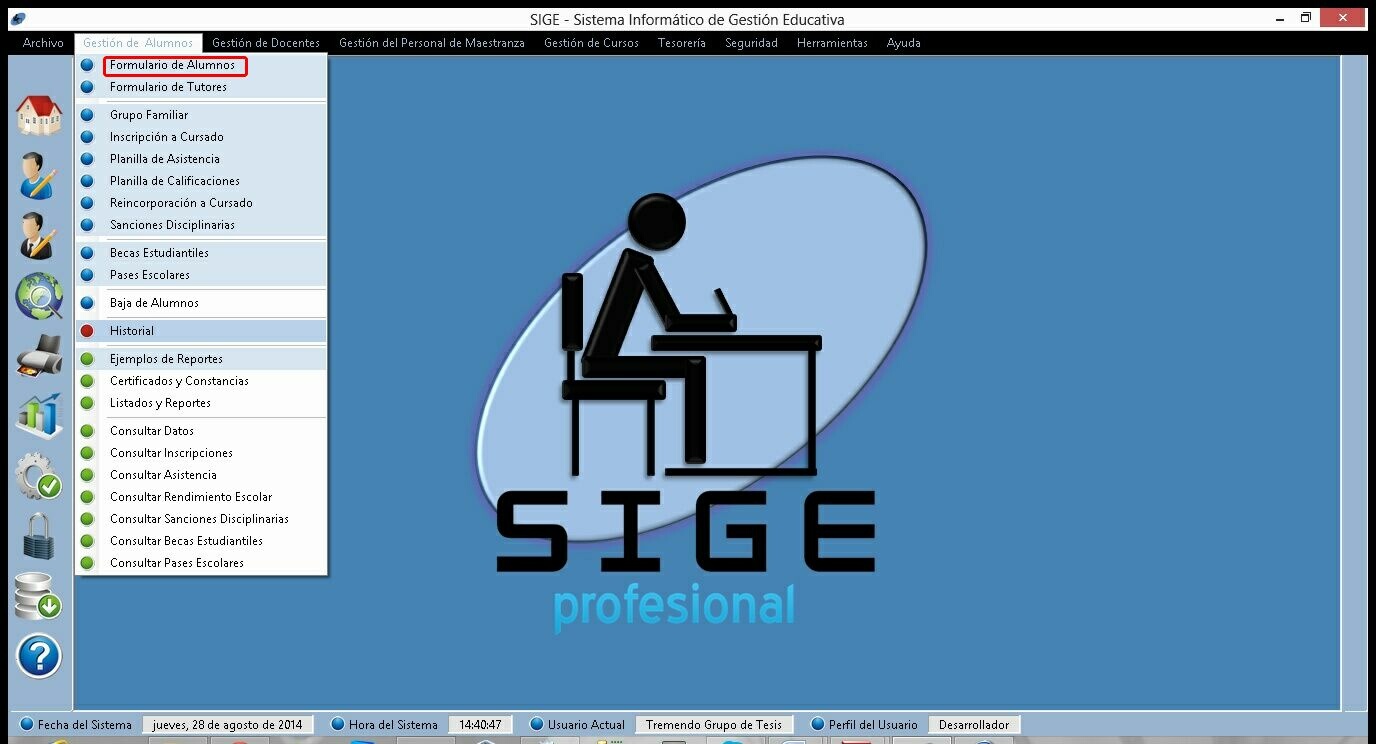 SIGE - Sistema Informático de Gestión Educativa
Archivo Gestión de Alumnos Gestión de Docentes Gestión del Personal de Maestranza Gestión de Cursos Tesorería Seguridad Herramientas Ayuda
Formulario de Alumnos
Formulario de Tutores
Grupo Familiar
Inscripción a Cursado
Planilla de Asistencia
Planilla de Calificaciones
Reincorporación a Cursado
Sanciones Disciplinarias
Becas Estudiantiles
Pases Escolares
Baja de Alumnos
Historial
Ejemplos de Reportes
Certificados y Constancias
Listados y Reportes
Consultar Datos
Consultar Inscripciones
Consultar Asistencia
Consultar Rendimiento Escolar
Consultar Sanciones Disciplinarias
Consultar Becas Estudiantiles
Consultar Pases Escolares
SIGE
profesional
Fecha del Sistema jueves, 28 de agosto de 2014 Hora del Sistema 14:40:47 Usuario Actual Tremendo Grupo de Tesis Perfil del Usuario Desarrollador